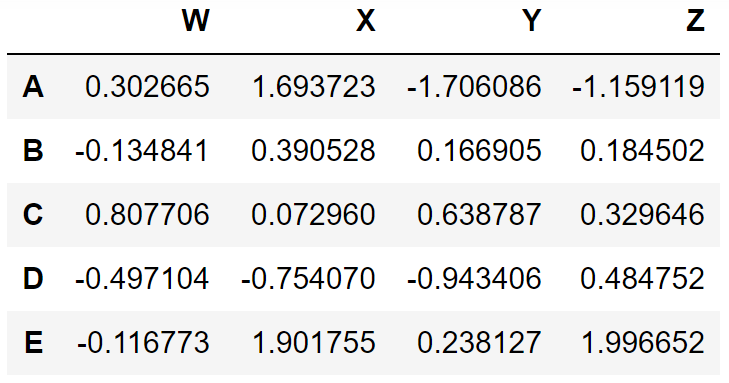 W X Y Z
A 0.302665 1.693723 -1.706086 -1.159119
B -0.134841 0.390528 0.166905 0.184502
C 0.807706 0.072960 0.638787 0.329646
D -0.497104 -0.754070 -0.943406 0.484752
E -0.116773 1.901755 0.238127 1.996652